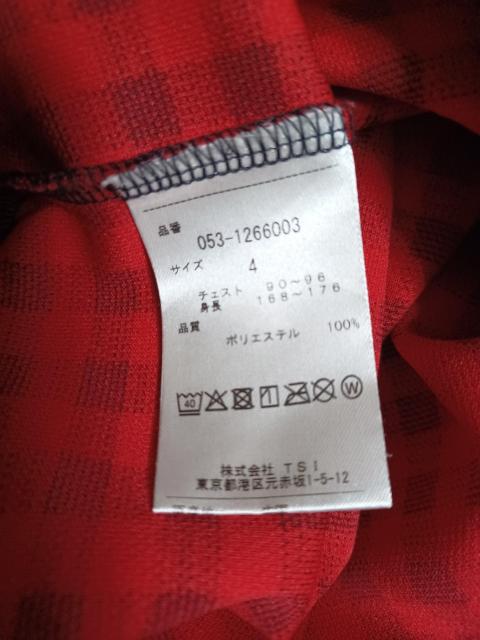 品番
053-1266003
サイズ 4
チェスト 90～96
身長 168～176
品質
ポリエステル 100%
40 W
株式会社 TSI
東京都港区元赤坂1-5-12